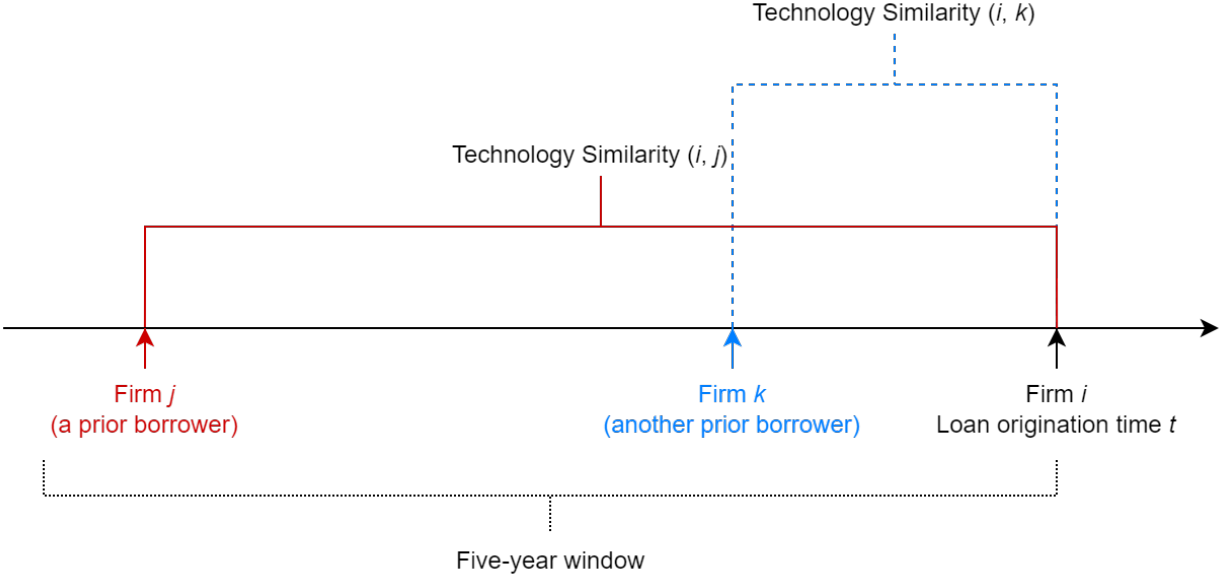 Technology Similarity (i, k)
Technology Similarity (i, j)
Firm j
(a prior borrower)
Firm k
(another prior borrower)
Firm i
Loan origination time t
Five-year window